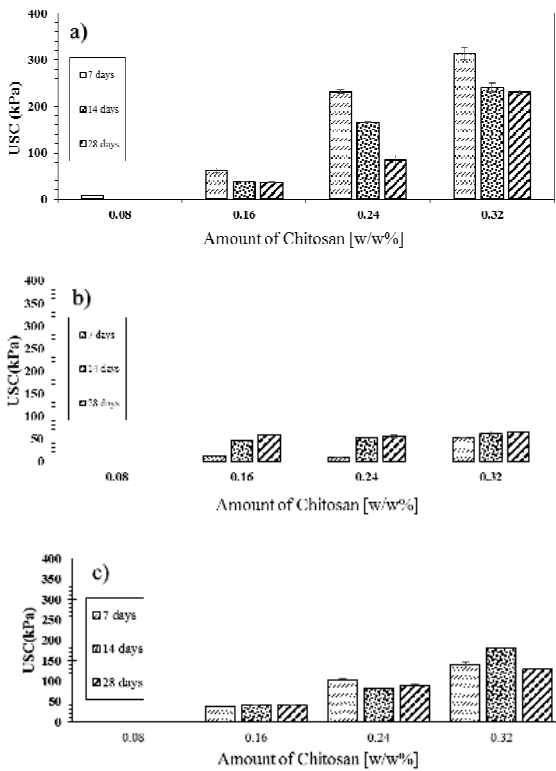 a)
400
300
200
100
0
USC (kPa)
7 days
14 days
28 days
0.08 0.16 0.24 0.32
Amount of Chitosan [w/w%]
b)
400
350
300
250
200
150
100
50
0
USC(kPa)
7 days
14 days
28 days
0.08 0.16 0.24 0.32
Amount of Chitosan [w/w%]
c)
400
350
300
250
200
150
100
50
0
USC(kPa)
7 days
14 days
28 days
0.08 0.16 0.24 0.32
Amount of Chitosan [w/w%]